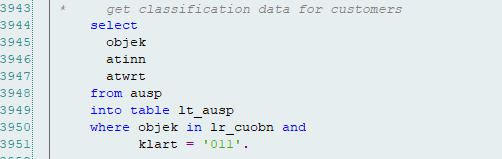 3943 *     get classification data for customers
3944   select
3945     objek
3946     atinn
3947     atwrt
3948   from ausp
3949   into table lt_ausp
3950   where objek in lr_cuobn and
3951         klart = '011'.